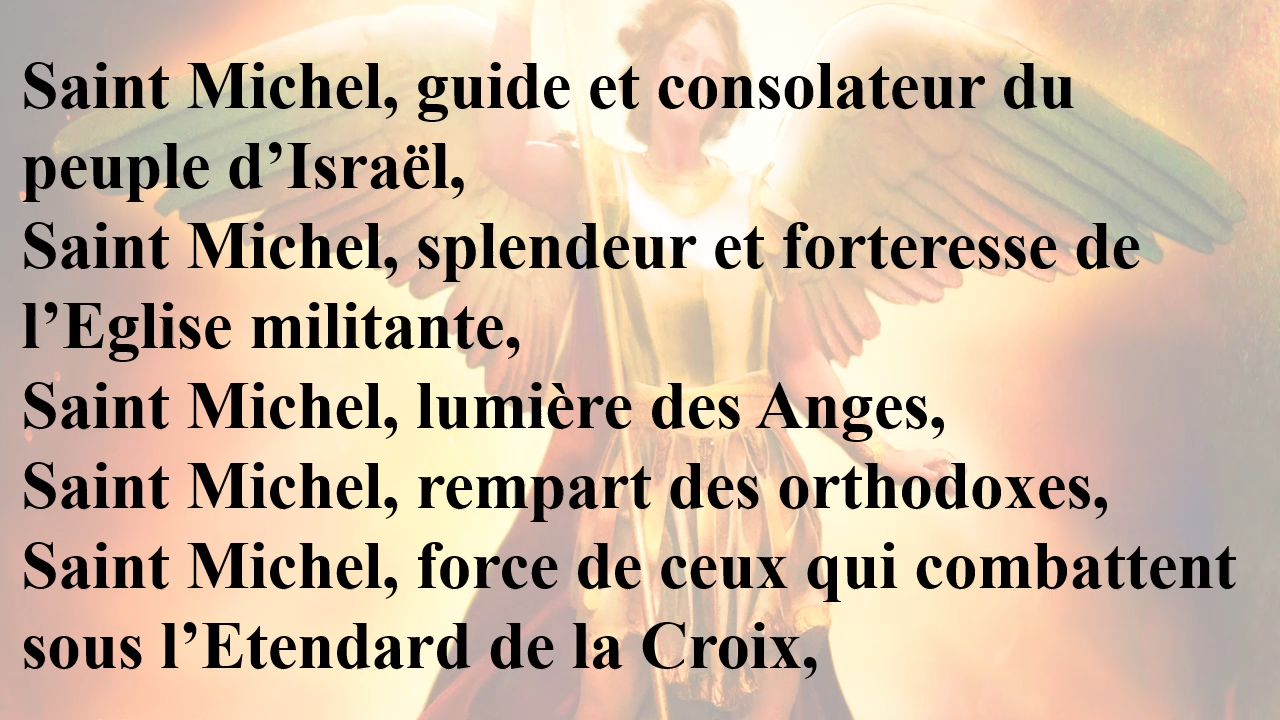 Saint Michel, guide et consolateur du
peuple d’Israël,
Saint Michel, splendeur et forteresse de
l’Eglise militante,
Saint Michel, lumière des Anges,
Saint Michel, rempart des orthodoxes,
Saint Michel, force de ceux qui combattent
sous l’Etendard de la Croix,